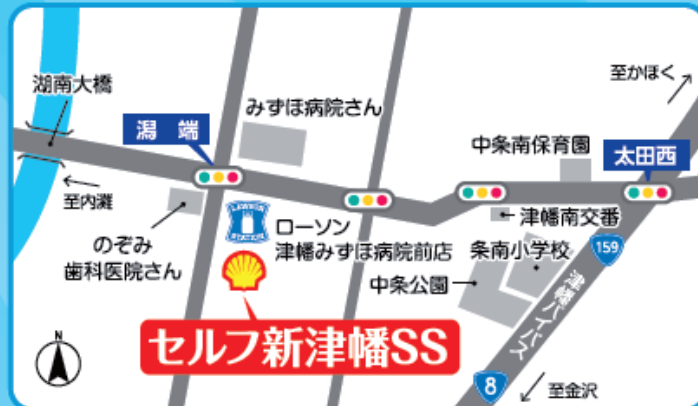 湖南大橋
みずほ病院さん
至かほく
潟端
中条南保育園
太田西
至内灘
のぞみ
歯科医院さん
LAWSON
STATION
ローソン
津幡みずほ病院前店
津幡南交番
条南小学校
中条公園
159
津幡バイパス
セルフ新津幡SS
N
8
至金沢